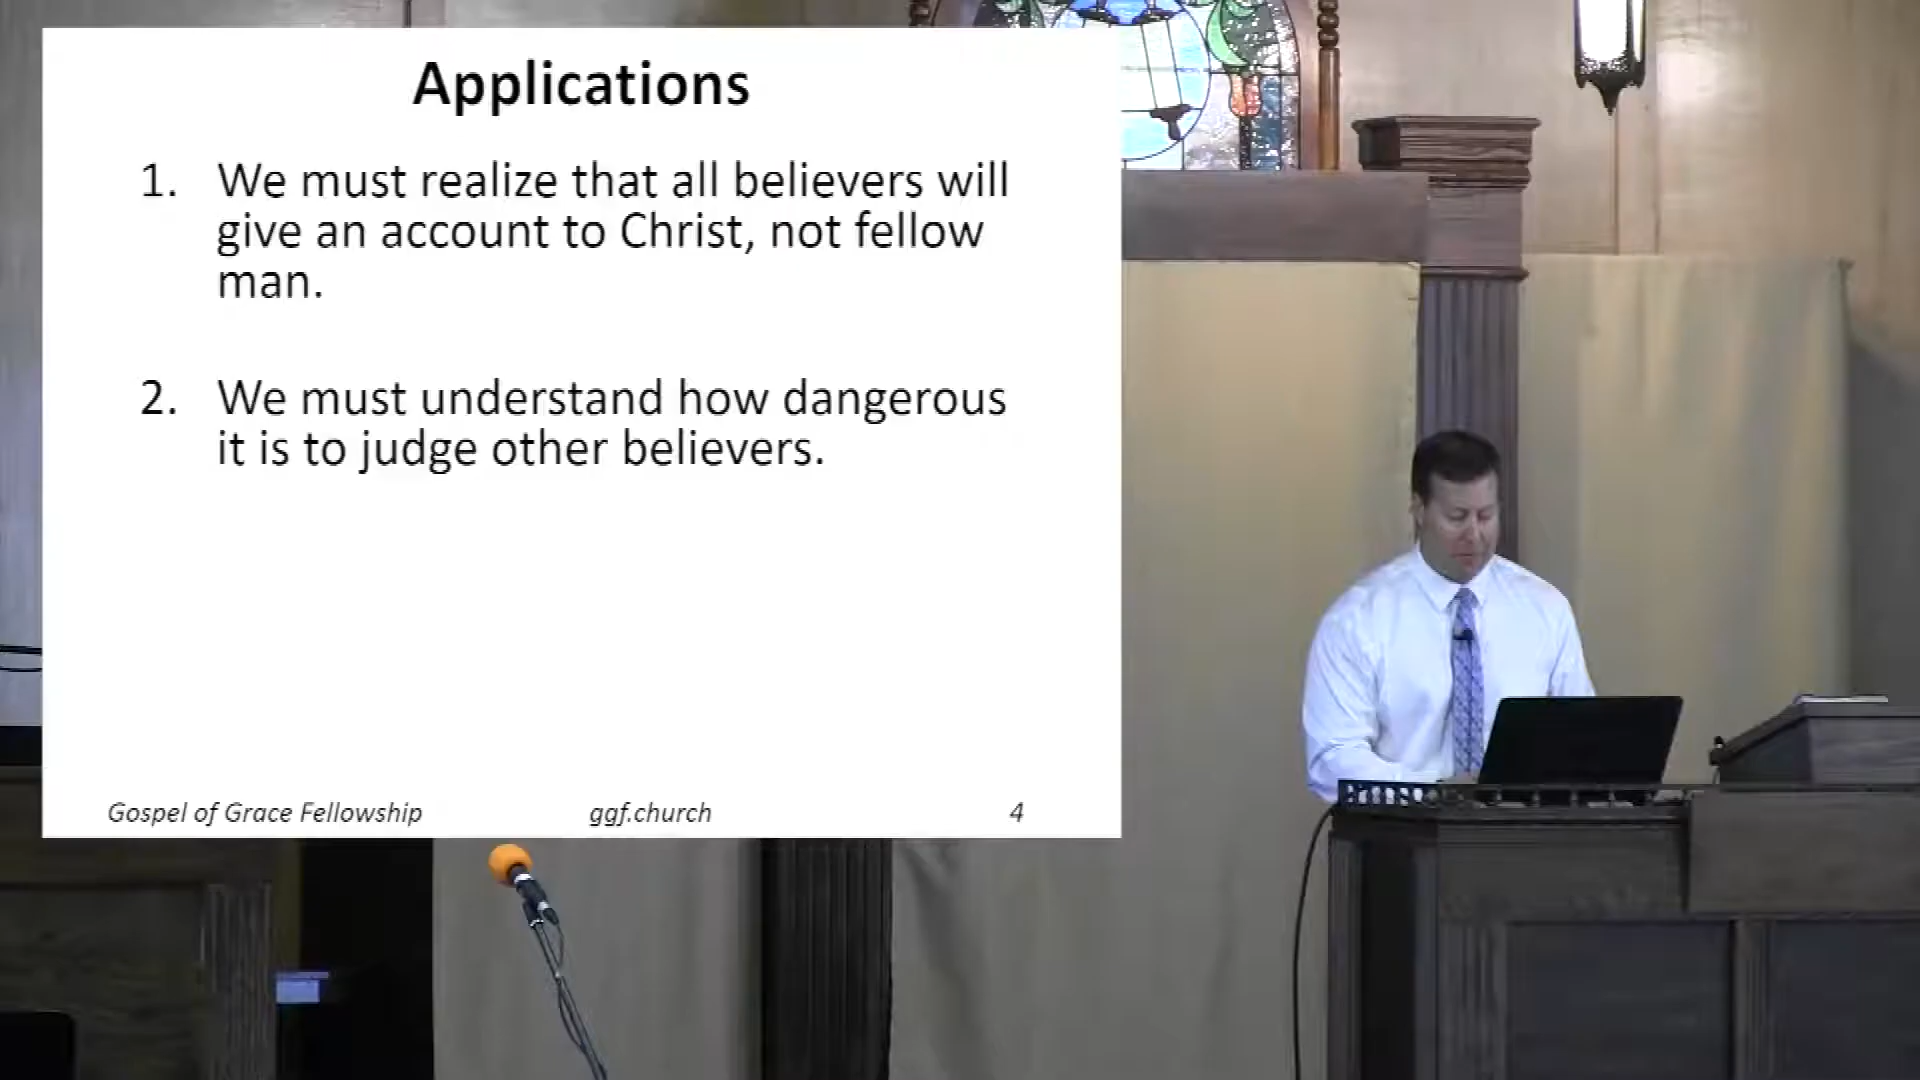 Applications
1. We must realize that all believers will
give an account to Christ, not fellow
man.
2. We must understand how dangerous
it is to judge other believers.
Gospel of Grace Fellowship ggf.church 4